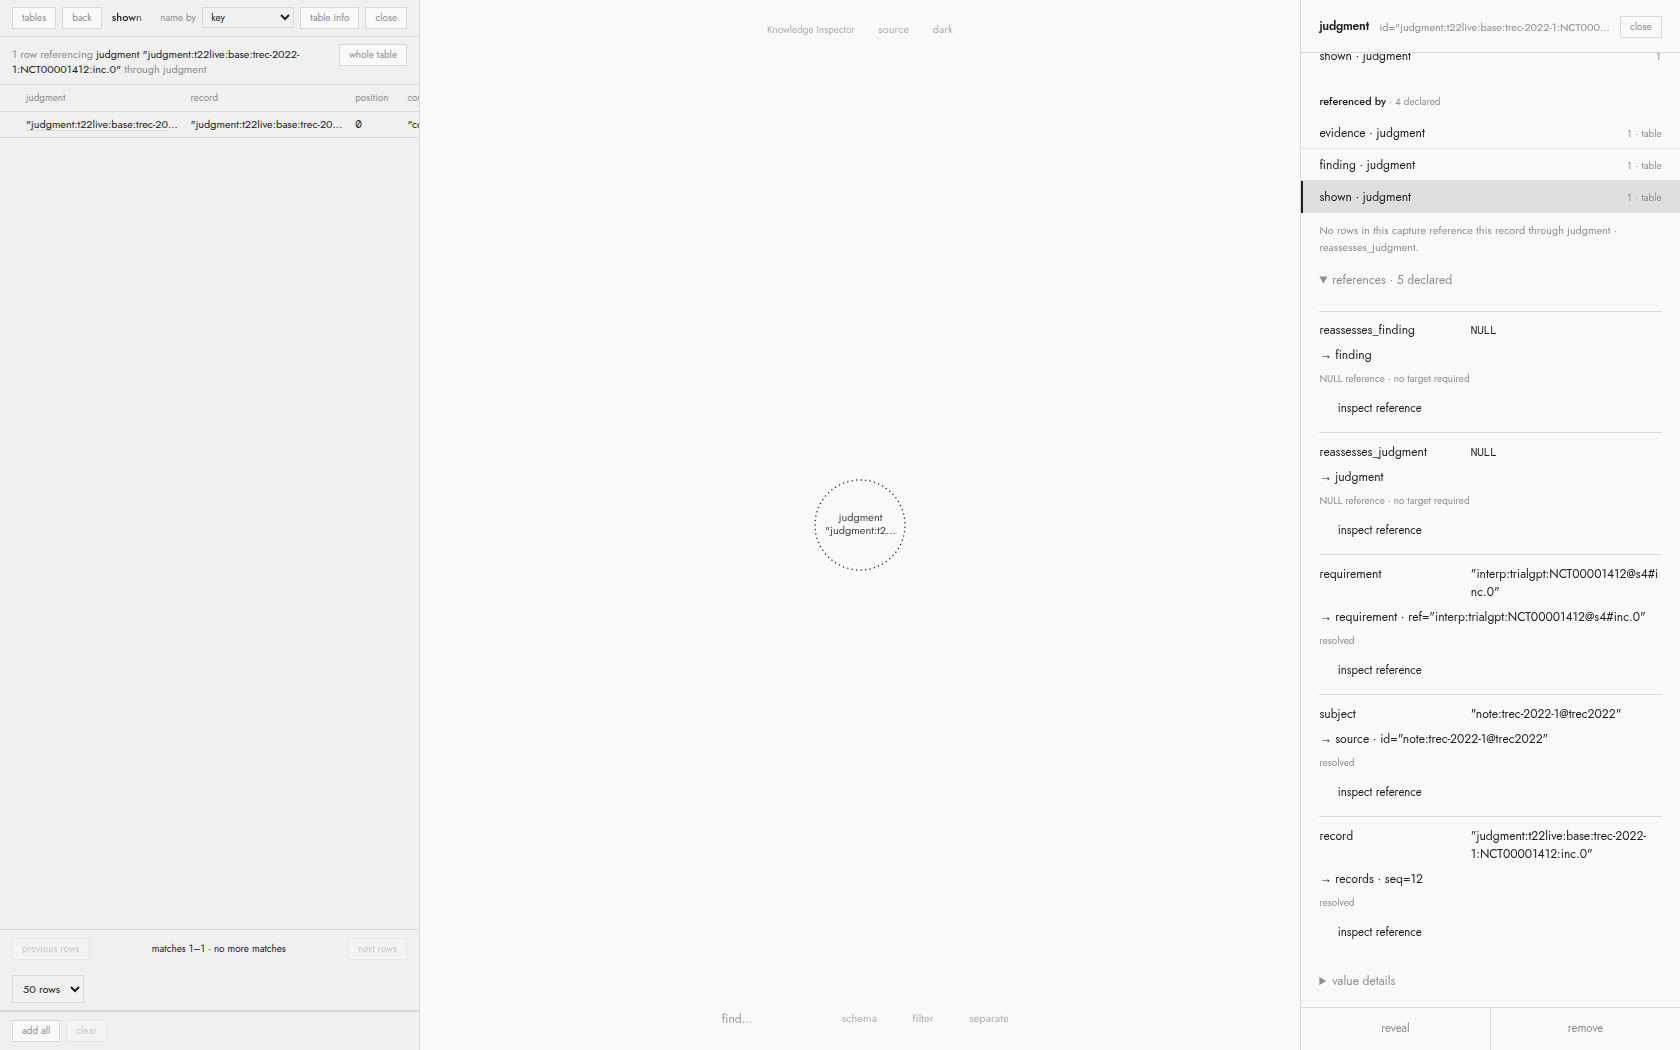 tables back shown name by key table info close
1 row referencing judgment "judgment:t22live:base:trec-2022-
1:NCT00001412:inc.0" through judgment
whole table
judgment record position
"judgment:t22live:base:trec-20... "judgment:t22live:base:trec-20... 0
previous rows matches 1–1 · no more matches next rows
50 rows
add all clear
Knowledge Inspector source dark
judgment
"judgment:t2...
find... schema filter separate
judgment id="judgment:t22live:base:trec-2022-1:NCT000... close
shown · judgment 1
referenced by · 4 declared
evidence · judgment 1 · table
finding · judgment 1 · table
shown · judgment 1 · table
No rows in this capture reference this record through judgment ·
reassesses_judgment.
▼ references · 5 declared
reassesses_finding NULL
→ finding
NULL reference · no target required
inspect reference
reassesses_judgment NULL
→ judgment
NULL reference · no target required
inspect reference
requirement "interp:trialgpt:NCT00001412@s4#i
nc.0"
→ requirement · ref="interp:trialgpt:NCT00001412@s4#inc.0"
resolved
inspect reference
subject "note:trec-2022-1@trec2022"
→ source · id="note:trec-2022-1@trec2022"
resolved
inspect reference
record "judgment:t22live:base:trec-2022-
1:NCT00001412:inc.0"
→ records · seq=12
resolved
inspect reference
▶ value details
reveal remove